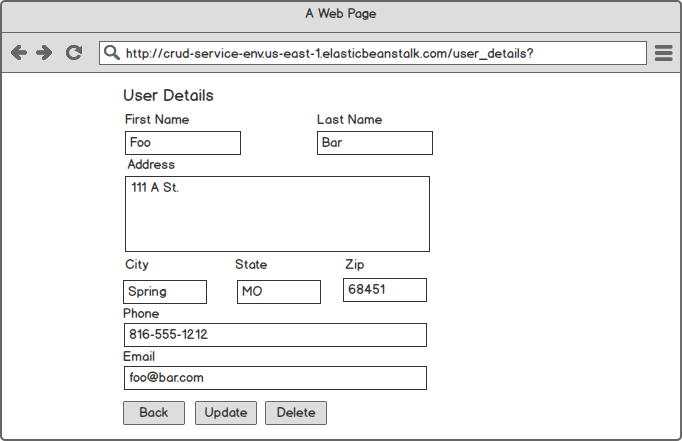 A Web Page
http://crud-service-env.us-east-1.elasticbeanstalk.com/user_details?
User Details
First Name Last Name
Foo Bar
Address
111 A St.
City State Zip
Spring MO 68451
Phone
816-555-1212
Email
foo@bar.com
Back Update Delete